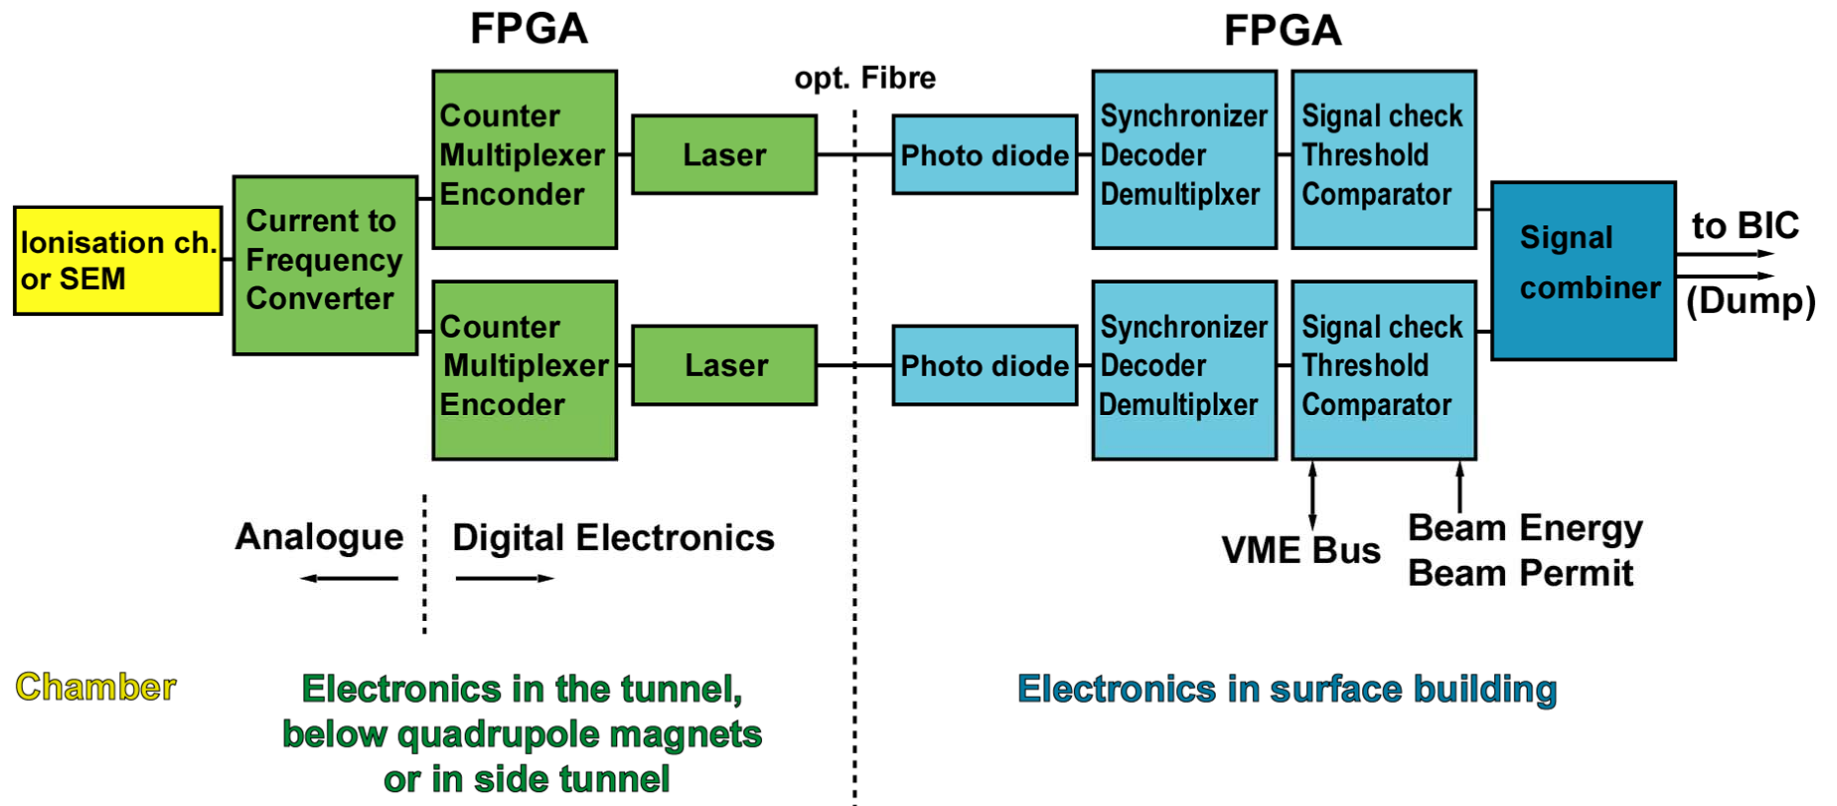 FPGA
FPGA
opt. Fibre
Ionisation ch.
or SEM
Current to
Frequency
Converter
Counter
Multiplexer
Enconder
Laser
Photo diode
Synchronizer
Decoder
Demultiplxer
Signal check
Threshold
Comparator
Counter
Multiplexer
Encoder
Laser
Photo diode
Synchronizer
Decoder
Demultiplxer
Signal check
Threshold
Comparator
Signal
combiner
to BIC
(Dump)
Analogue
Digital Electronics
VME Bus
Beam Energy
Beam Permit
Chamber
Electronics in the tunnel,
below quadrupole magnets
or in side tunnel
Electronics in surface building